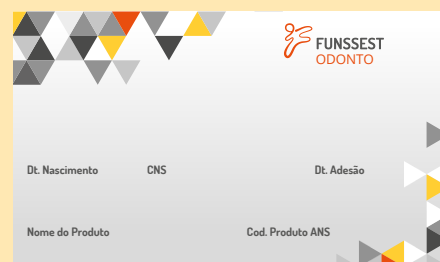 FUNSSEST
ODONTO
Dt. Nascimento CNS Dt. Adesão
Nome do Produto Cod. Produto ANS